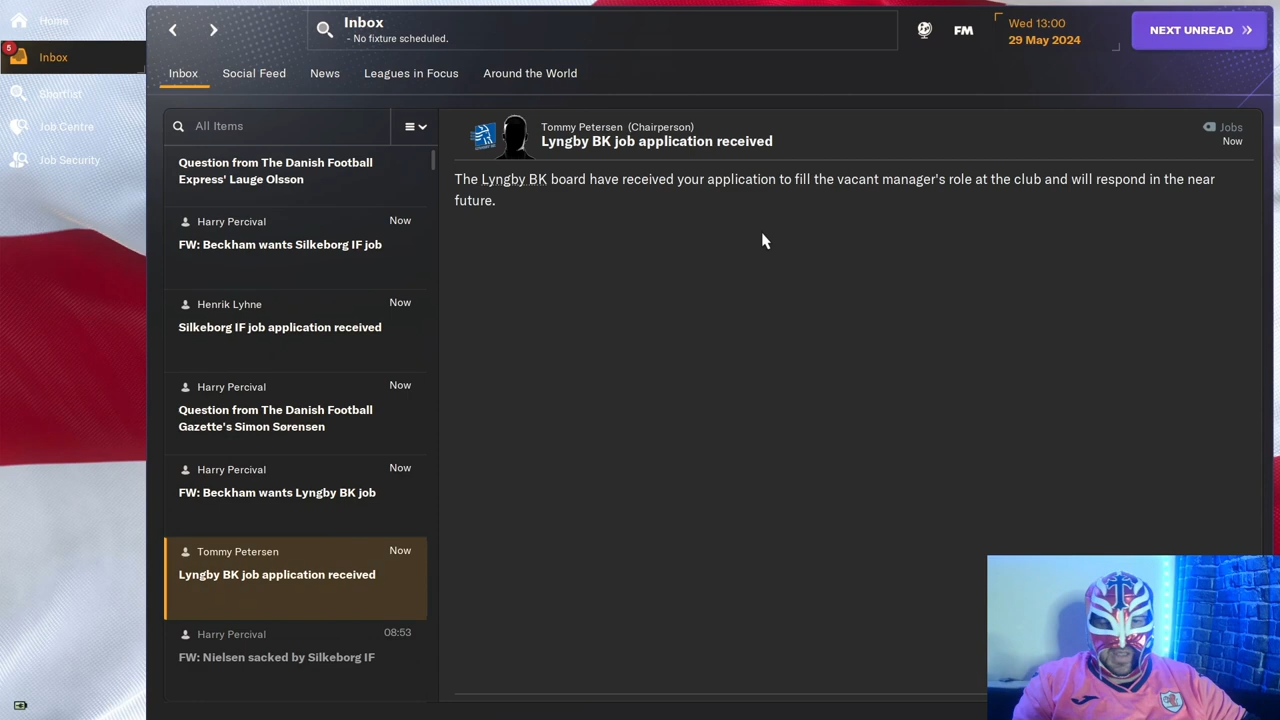 Home
5
Inbox
Shortlist
Job Centre
Job Security
Inbox
- No fixture scheduled.
FM
Wed 13:00
29 May 2024
NEXT UNREAD
Inbox
Social Feed
News
Leagues in Focus
Around the World
All Items
Question from The Danish Football
Express' Lauge Olsson
Harry Percival
Now
FW: Beckham wants Silkeborg IF job
Henrik Lyhne
Now
Silkeborg IF job application received
Harry Percival
Now
Question from The Danish Football
Gazette's Simon Sørensen
Harry Percival
Now
FW: Beckham wants Lyngby BK job
Tommy Petersen
Now
Lyngby BK job application received
Harry Percival
08:53
FW: Nielsen sacked by Silkeborg IF
Tommy Petersen (Chairperson)
Lyngby BK job application received
Jobs
Now
The Lyngby BK board have received your application to fill the vacant manager's role at the club and will respond in the near
future.